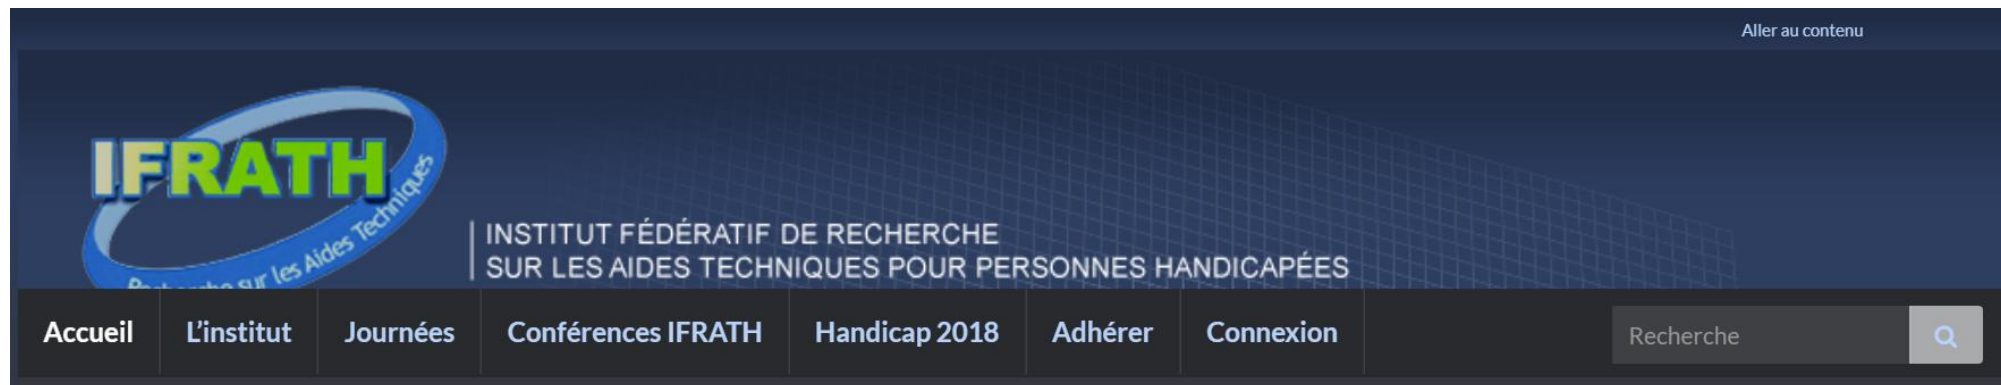 Aller au contenu
IFRATH
sur les Aides Techniques
INSTITUT FÉDÉRATIF DE RECHERCHE
SUR LES AIDES TECHNIQUES POUR PERSONNES HANDICAPÉES
Accueil L'institut Journées Conférences IFRATH Handicap 2018 Adhérer Connexion Recherche